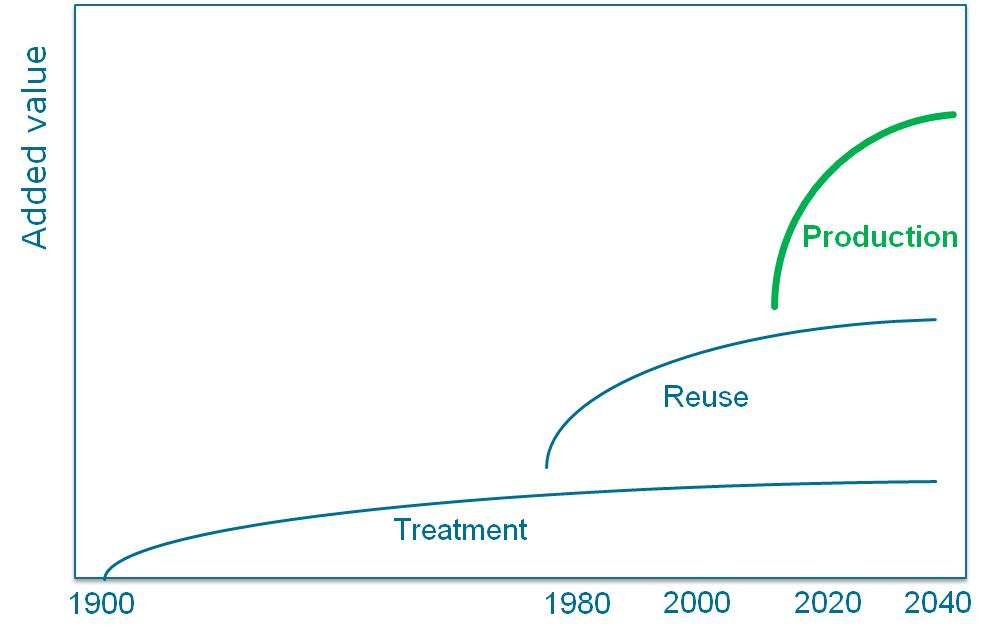 Added value
Production
Reuse
Treatment
1900 1980 2000 2020 2040